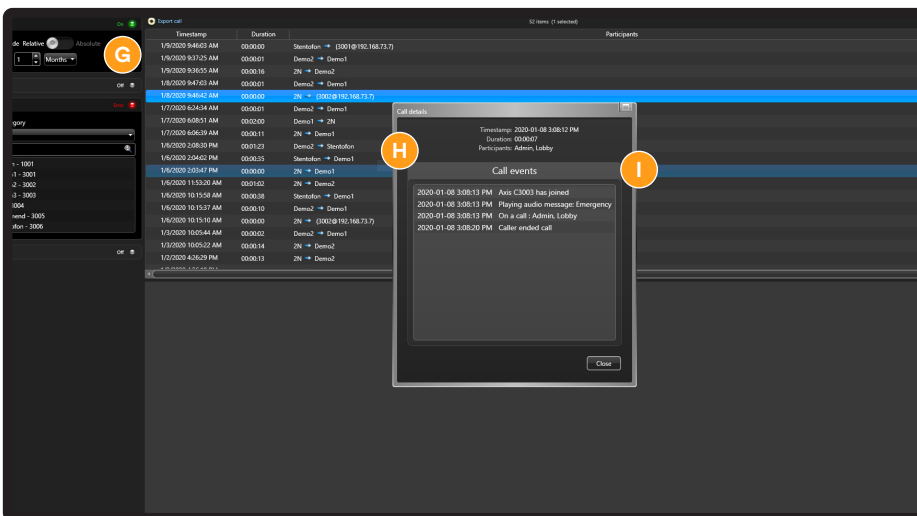 On
Export call
52 items (1 selected)
Timestamp Duration Participants
de Relative Absolute
1 Months
G
1/9/2020 9:46:03 AM 00:00:00 Stentofon → (3001@192.168.73.7)
1/9/2020 9:37:25 AM 00:00:01 Demo2 → Demo1
1/9/2020 9:36:55 AM 00:00:16 2N → Demo2
1/8/2020 9:47:03 AM 00:00:01 Demo2 → Demo1
1/8/2020 9:46:42 AM 00:00:00 2N → (3002@192.168.73.7)
1/7/2020 6:24:34 AM 00:00:01 Demo2 → Demo1
1/7/2020 6:08:51 AM 00:02:00 Demo1 → 2N
1/7/2020 6:06:39 AM 00:00:11 2N → Demo1
1/6/2020 2:08:30 PM 00:01:23 Demo2 → Stentofon
1/6/2020 2:04:02 PM 00:00:35 Stentofon → Demo1
1/6/2020 2:03:47 PM 00:00:00 2N → Demo1
1/6/2020 11:53:20 AM 00:01:02 2N → Demo2
1/6/2020 10:15:58 AM 00:00:38 Stentofon → Demo1
1/6/2020 10:15:37 AM 00:00:10 Demo2 → Demo1
1/6/2020 10:15:10 AM 00:00:00 2N → (3002@192.168.73.7)
1/3/2020 10:05:44 AM 00:00:02 Demo2 → Demo1
1/3/2020 10:05:22 AM 00:00:14 2N → Demo2
1/2/2020 4:26:29 PM 00:00:13 2N → Demo2
Off
egory
n - 1001
1 - 3001
2 - 3002
3 - 3003
3004
mend - 3005
ofon - 3006
Off
Call details
Timestamp: 2020-01-08 3:08:12 PM
Duration: 00:00:07
Participants: Admin, Lobby
H
I
Call events
2020-01-08 3:08:13 PM Axis C3003 has joined
2020-01-08 3:08:13 PM Playing audio message: Emergency
2020-01-08 3:08:13 PM On a call : Admin, Lobby
2020-01-08 3:08:20 PM Caller ended call
Close